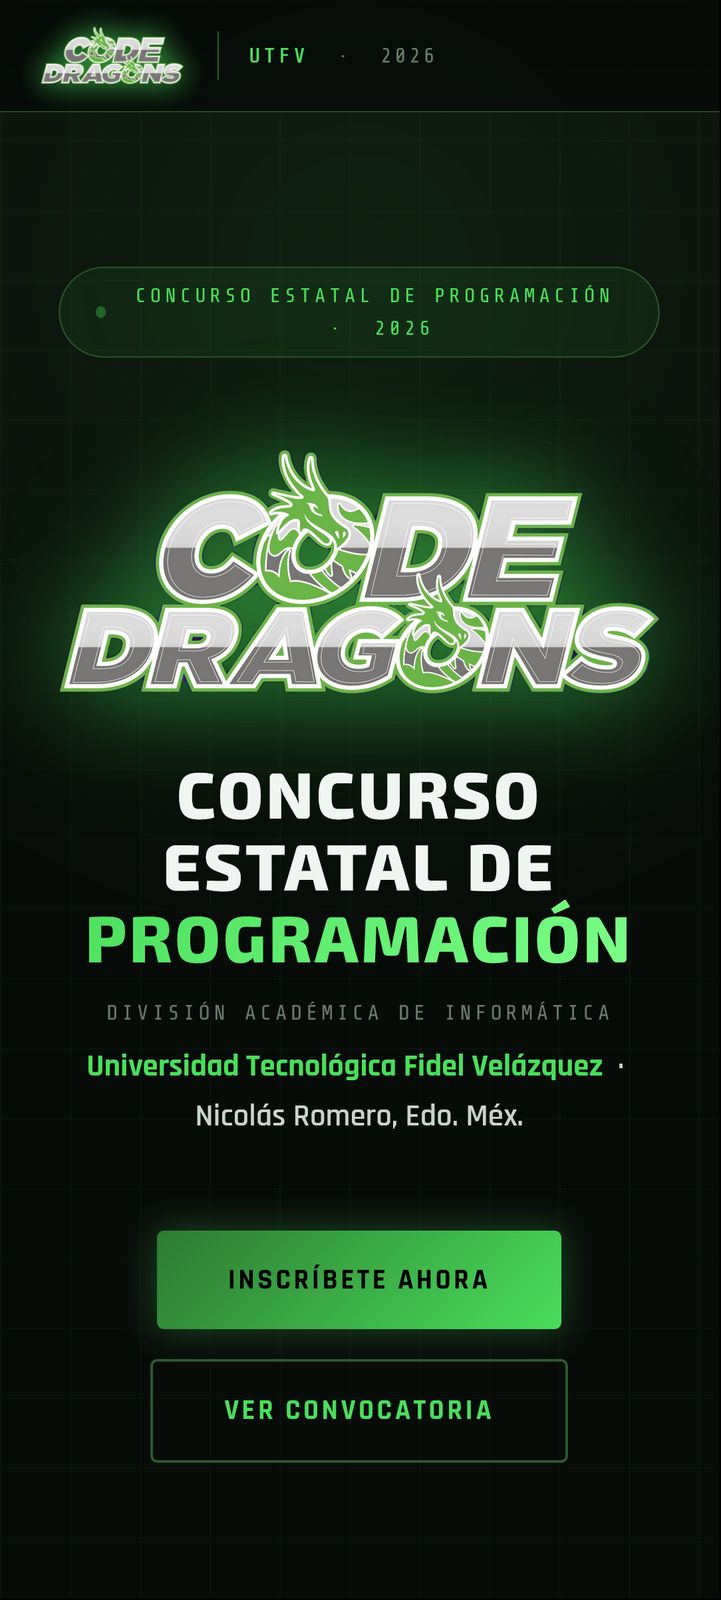 CODE
DRAGONS
UTFV · 2026
CONCURSO ESTATAL DE PROGRAMACIÓN
· 2026
CODE
DRAGONS
CONCURSO
ESTATAL DE
PROGRAMACIÓN
DIVISIÓN ACADÉMICA DE INFORMÁTICA
Universidad Tecnológica Fidel Velázquez ·
Nicolás Romero, Edo. Méx.
INSCRÍBETE AHORA
VER CONVOCATORIA